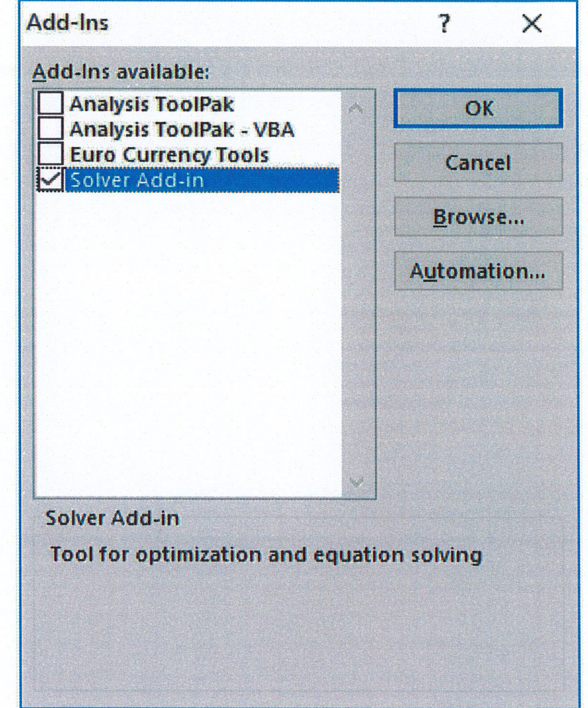 Add-Ins ? ×
Add-Ins available:
Analysis ToolPak
Analysis ToolPak - VBA
Euro Currency Tools
Solver Add-in
OK
Cancel
Browse...
Automation...
Solver Add-in
Tool for optimization and equation solving